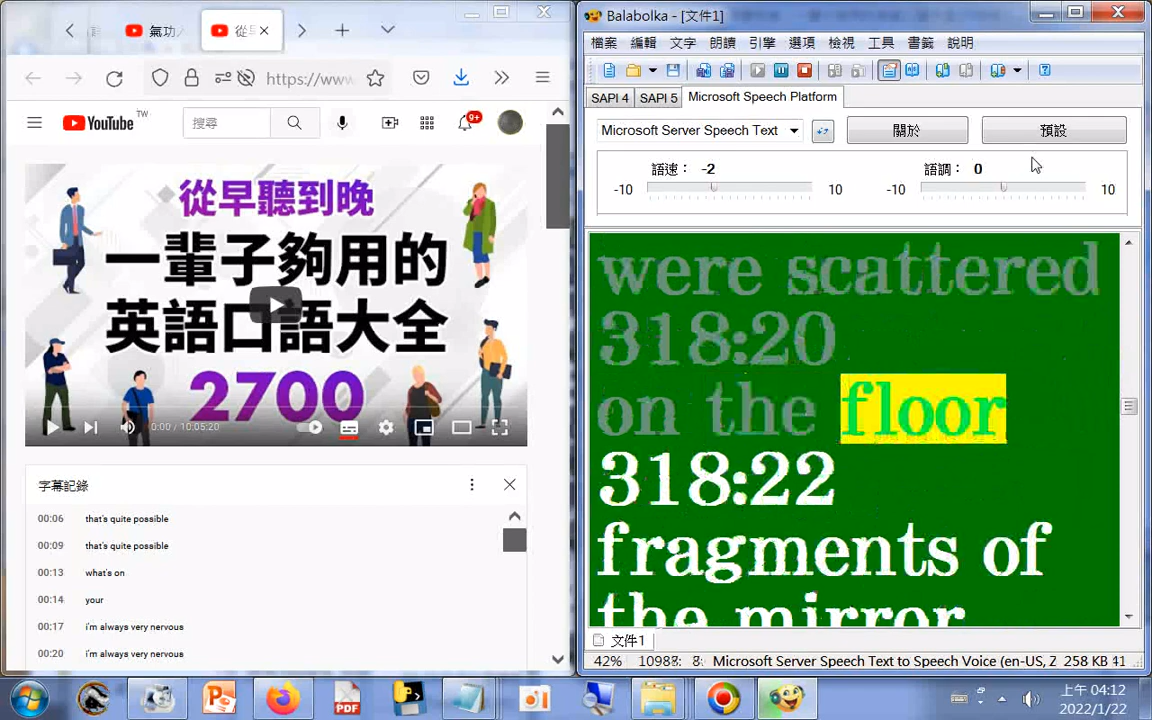 氣功
從
https://www
YouTube TW
搜尋
9+
從早聽到晚
一輩子夠用的
英語口語大全
2700
0:00 / 10:05:20
字幕記錄
00:06 that's quite possible
00:09 that's quite possible
00:13 what's on
00:14 your
00:17 i'm always very nervous
00:20 i'm always very nervous
Balabolka - [文件1]
檔案 編輯 文字 朗讀 引擎 選項 檢視 工具 書籤 說明
SAPI 4 SAPI 5 Microsoft Speech Platform
Microsoft Server Speech Text 關於 預設
語速： -2 語調： 0
-10 10 -10 10
were scattered
318:20
on the floor
318:22
fragments of
the mirror
文件1
42% Microsoft Server Speech Text to Speech Voice (en-US, Z 258 KB
PDF
上午 04:12
2022/1/22